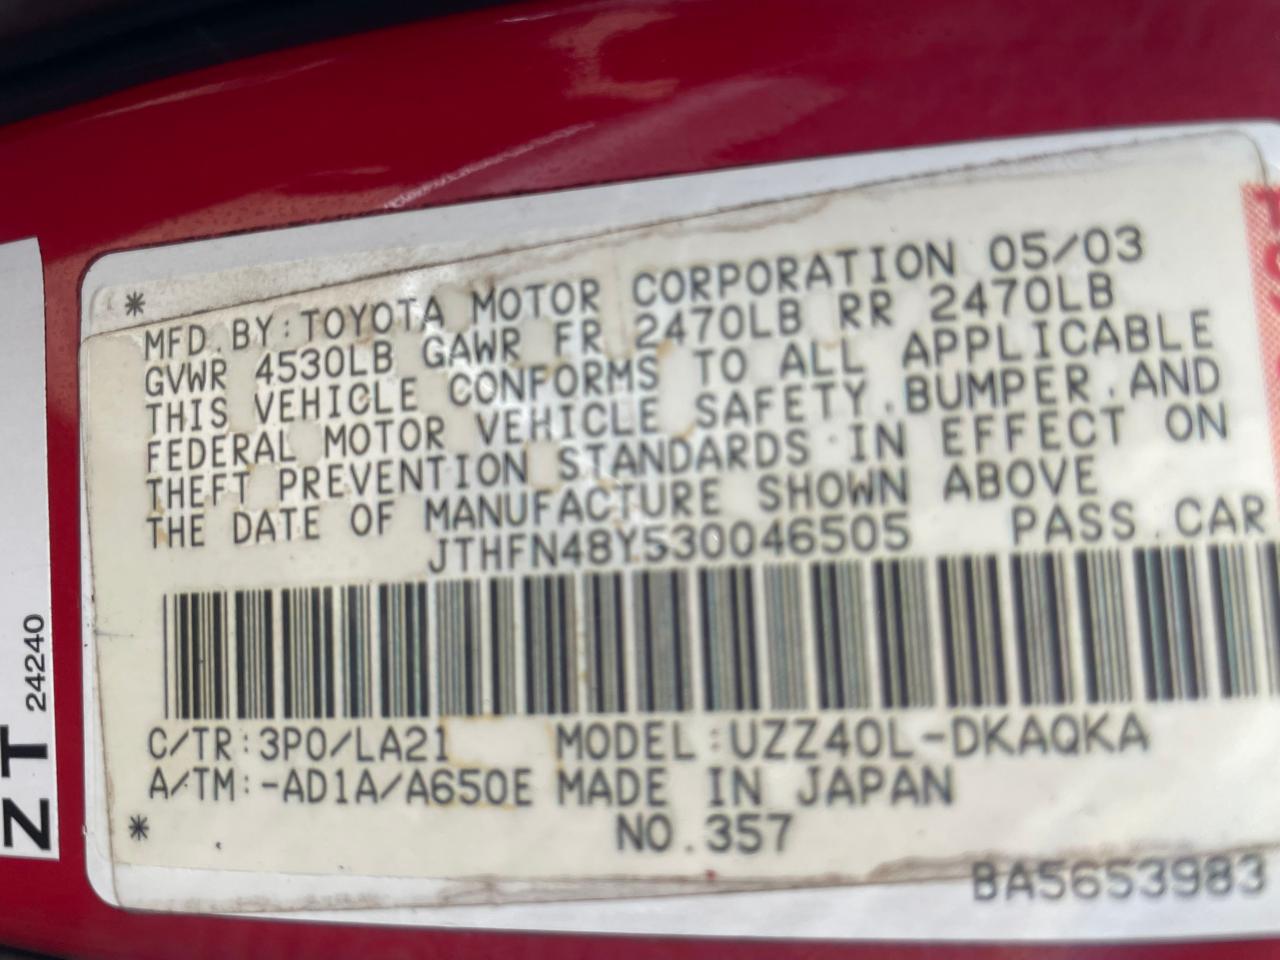 *
MFD. BY: TOYOTA MOTOR CORPORATION 05/03
GVWR 4530LB GAWR FR 2470LB RR 2470LB
THIS VEHICLE CONFORMS TO ALL APPLICABLE
FEDERAL MOTOR VEHICLE SAFETY, BUMPER, AND
THEFT PREVENTION STANDARDS IN EFFECT ON
THE DATE OF MANUFACTURE SHOWN ABOVE
JTHFN48Y530046505 PASS. CAR
C/TR: 3P0/LA21 MODEL: UZZ40L-DKAQKA
A/TM: -AD1A/A650E MADE IN JAPAN
* NO. 357
BA5653983
ZT 24240